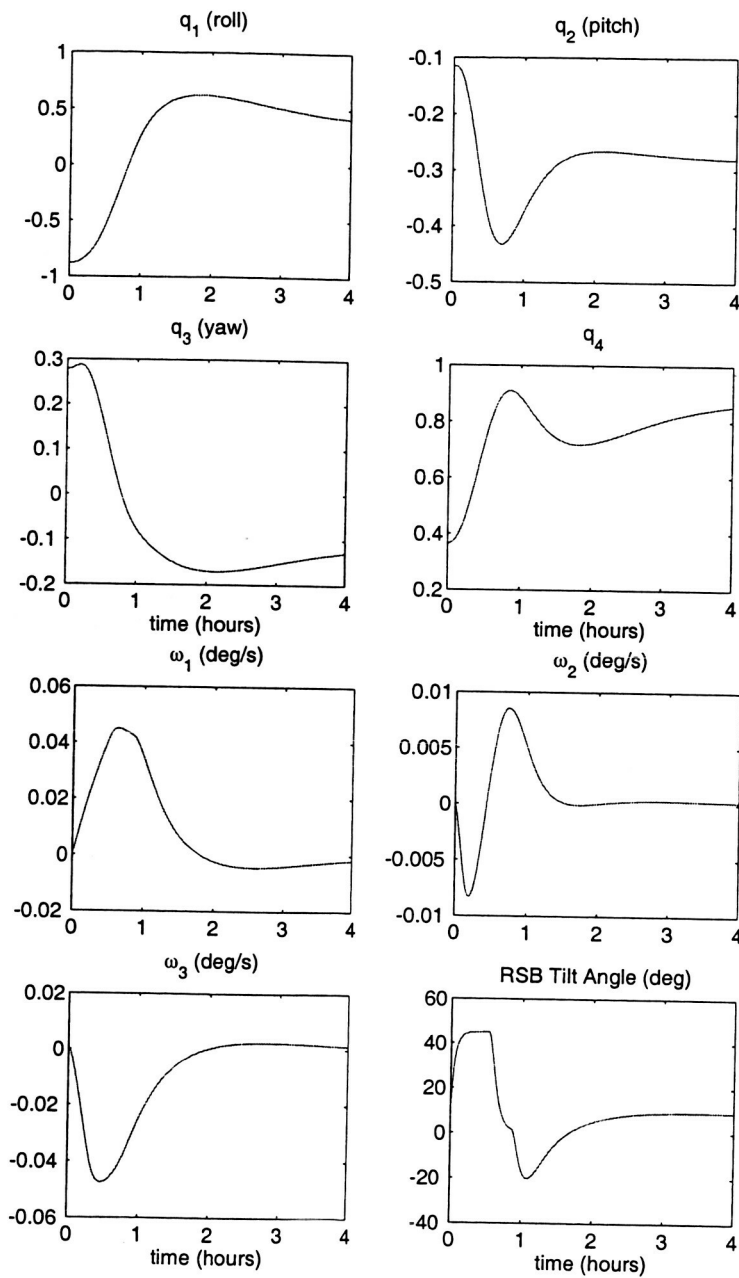 q1 (roll)
1
0.5
0
-0.5
-1
0 1 2 3 4
q2 (pitch)
-0.1
-0.2
-0.3
-0.4
-0.5
0 1 2 3 4
q3 (yaw)
0.3
0.2
0.1
0
-0.1
-0.2
0 1 2 3 4
time (hours)
q4
1
0.8
0.6
0.4
0.2
0 1 2 3 4
time (hours)
ω1 (deg/s)
0.06
0.04
0.02
0
-0.02
0 1 2 3 4
ω2 (deg/s)
0.01
0.005
0
-0.005
-0.01
0 1 2 3 4
ω3 (deg/s)
0.02
0
-0.02
-0.04
-0.06
0 1 2 3 4
time (hours)
RSB Tilt Angle (deg)
60
40
20
0
-20
-40
0 1 2 3 4
time (hours)